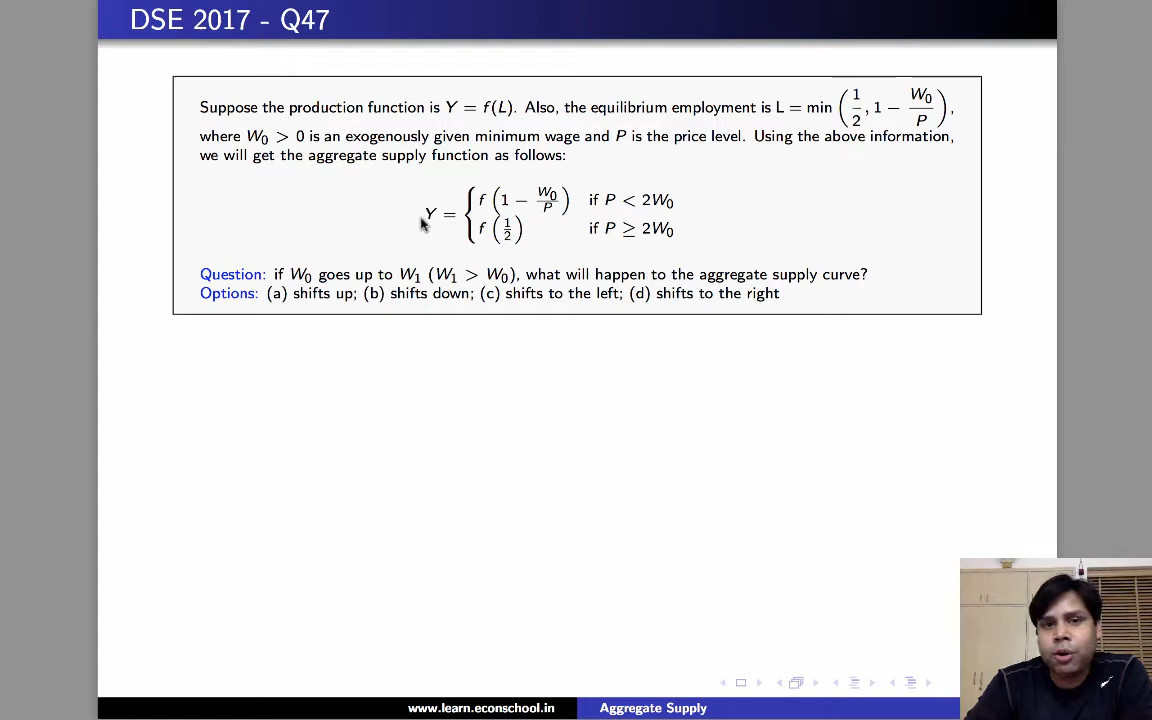 DSE 2017 - Q47
Suppose the production function is Y = f(L). Also, the equilibrium employment is L = min (1/2, 1 − W₀/P),
where W₀ > 0 is an exogenously given minimum wage and P is the price level. Using the above information,
we will get the aggregate supply function as follows:
Y = { f (1 − W₀/P) if P < 2W₀
f (1/2) if P ≥ 2W₀
Question: if W₀ goes up to W₁ (W₁ > W₀), what will happen to the aggregate supply curve?
Options: (a) shifts up; (b) shifts down; (c) shifts to the left; (d) shifts to the right
www.learn.econschool.in Aggregate Supply